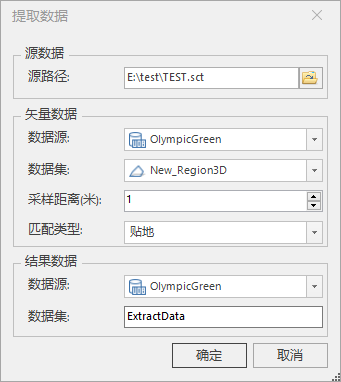 提取数据
源数据
源路径: E:\test\TEST.sct
矢量数据
数据源: OlympicGreen
数据集: New_Region3D
采样距离(米): 1
匹配类型: 贴地
结果数据
数据源: OlympicGreen
数据集: ExtractData
确定 取消